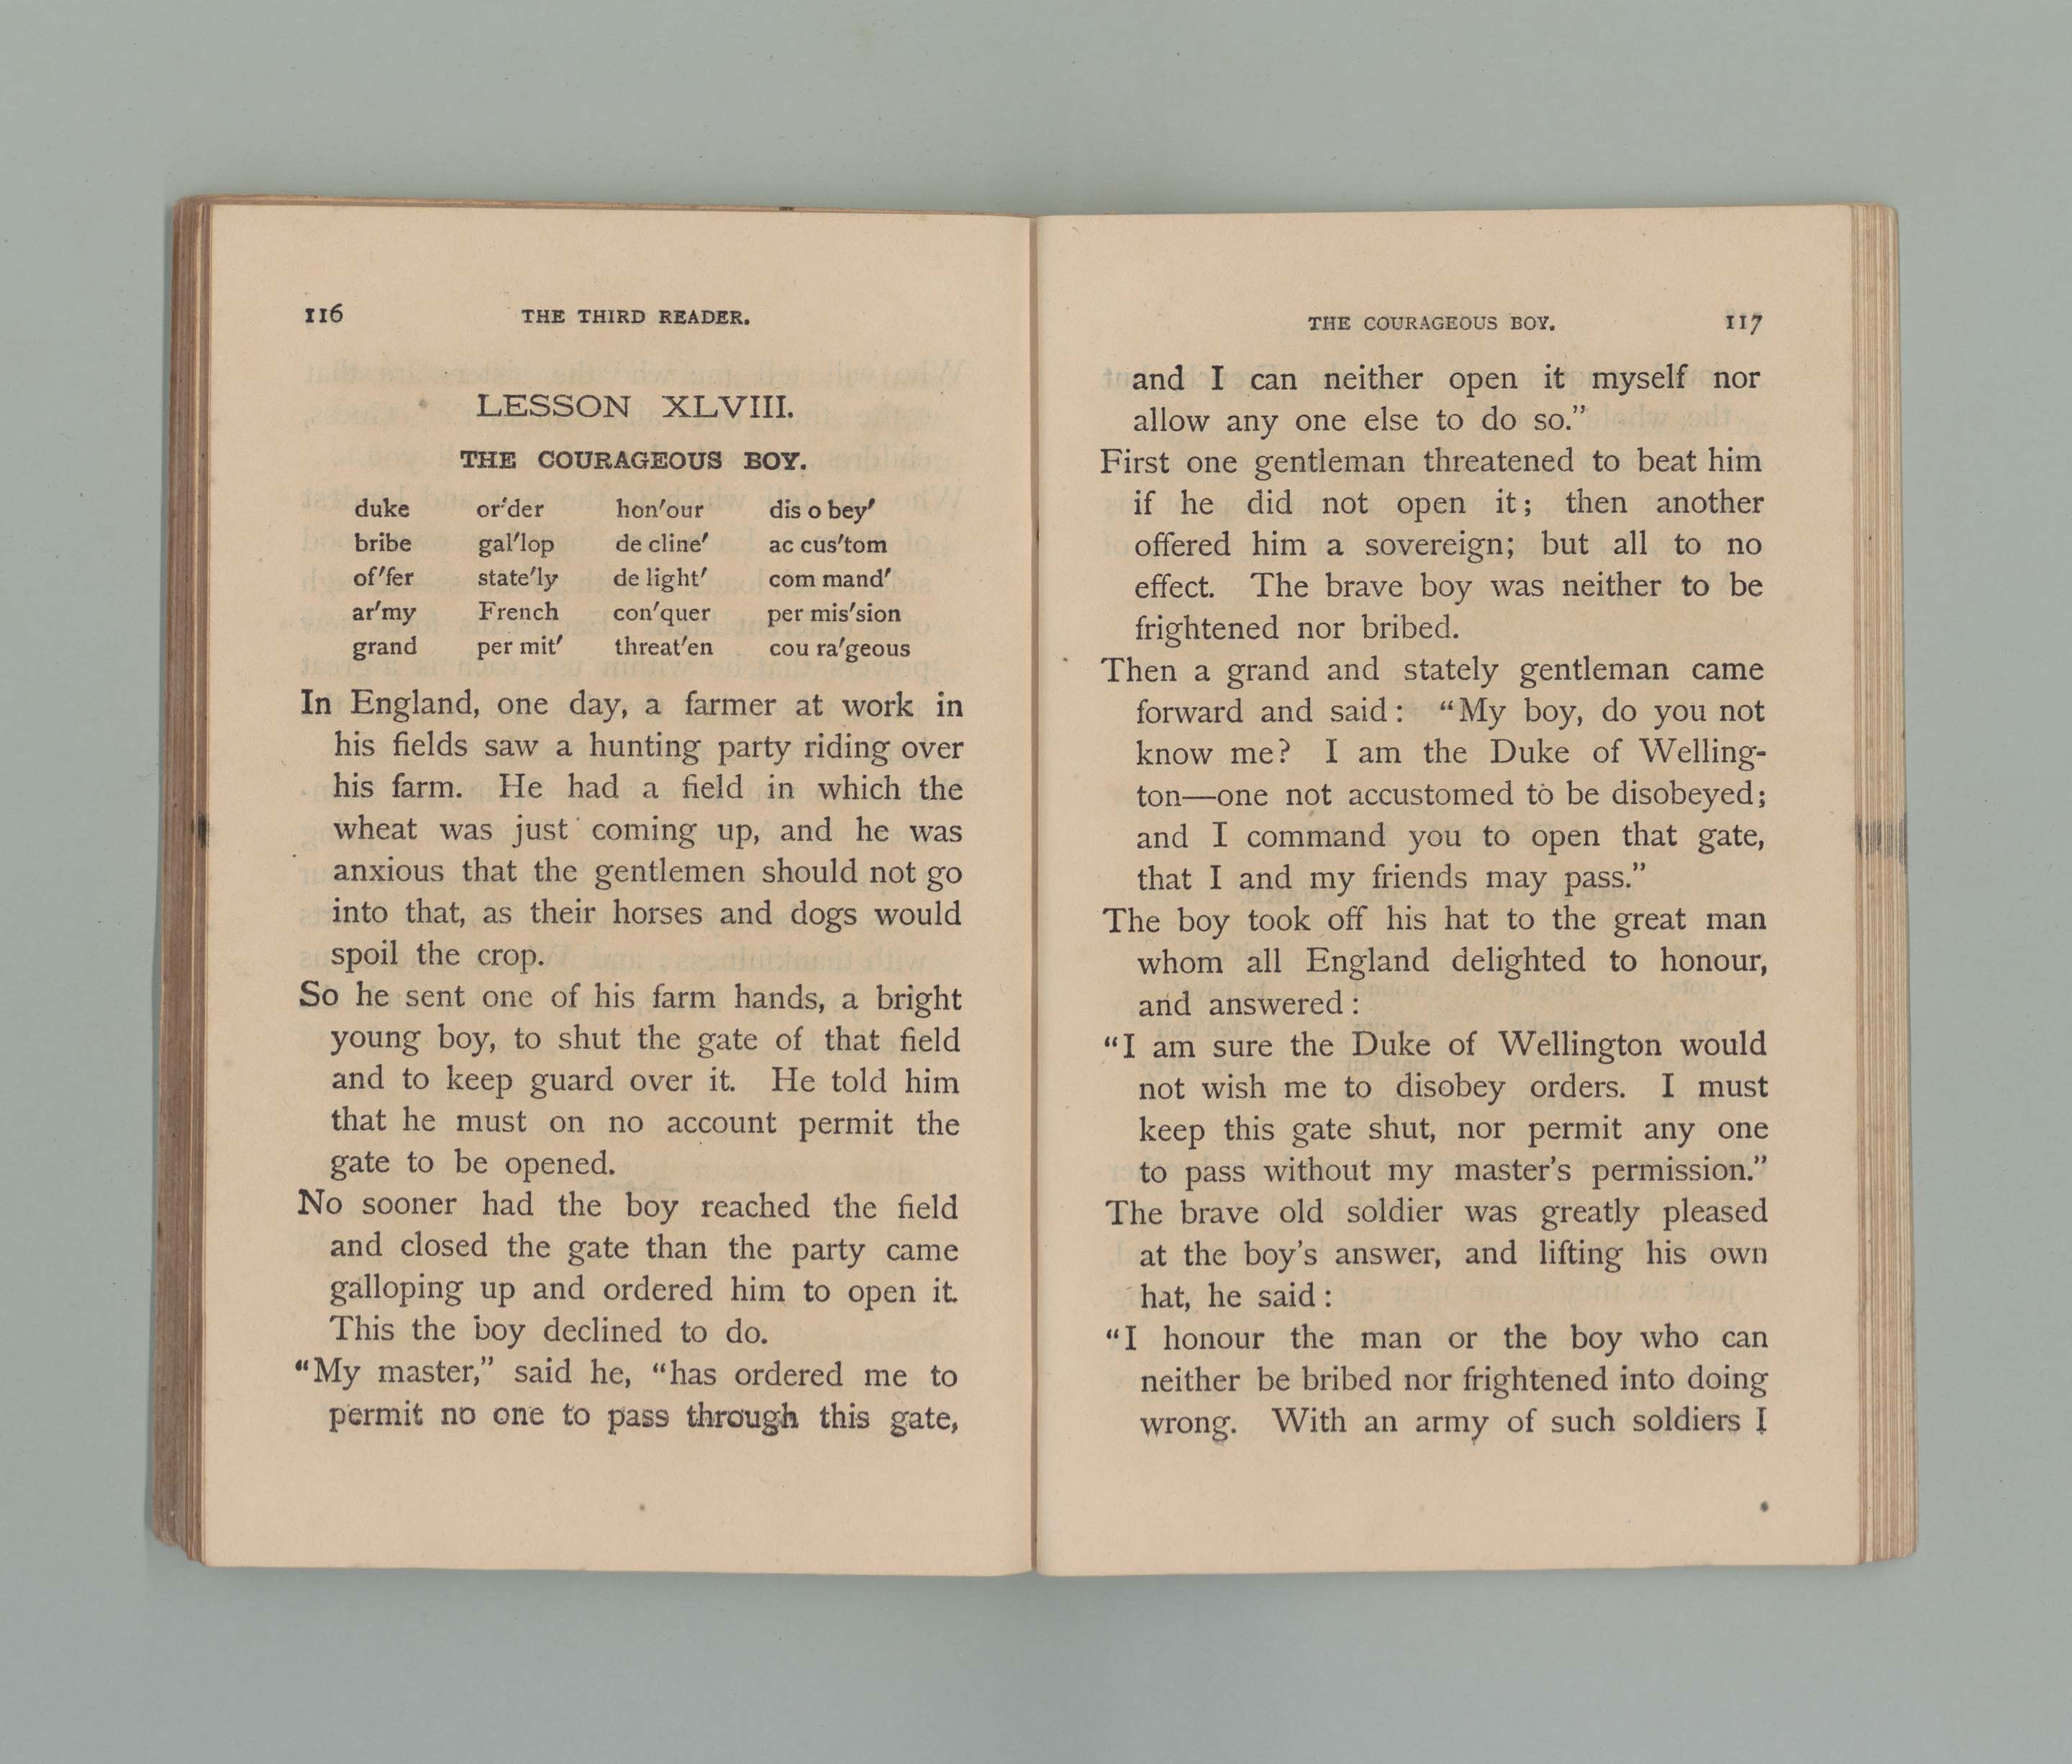 116 THE THIRD READER.
LESSON XLVIII.
THE COURAGEOUS BOY.
duke or′der hon′our dis o bey′
bribe gal′lop de cline′ ac cus′tom
of′fer state′ly de light′ com mand′
ar′my French con′quer per mis′sion
grand per mit′ threat′en cou ra′geous
In England, one day, a farmer at work in
his fields saw a hunting party riding over
his farm. He had a field in which the
wheat was just coming up, and he was
anxious that the gentlemen should not go
into that, as their horses and dogs would
spoil the crop.
So he sent one of his farm hands, a bright
young boy, to shut the gate of that field
and to keep guard over it. He told him
that he must on no account permit the
gate to be opened.
No sooner had the boy reached the field
and closed the gate than the party came
galloping up and ordered him to open it.
This the boy declined to do.
“My master,” said he, “has ordered me to
permit no one to pass through this gate,
THE COURAGEOUS BOY. 117
and I can neither open it myself nor
allow any one else to do so.”
First one gentleman threatened to beat him
if he did not open it; then another
offered him a sovereign; but all to no
effect. The brave boy was neither to be
frightened nor bribed.
Then a grand and stately gentleman came
forward and said: “My boy, do you not
know me? I am the Duke of Welling-
ton—one not accustomed to be disobeyed;
and I command you to open that gate,
that I and my friends may pass.”
The boy took off his hat to the great man
whom all England delighted to honour,
and answered:
“I am sure the Duke of Wellington would
not wish me to disobey orders. I must
keep this gate shut, nor permit any one
to pass without my master’s permission.”
The brave old soldier was greatly pleased
at the boy’s answer, and lifting his own
hat, he said:
“I honour the man or the boy who can
neither be bribed nor frightened into doing
wrong. With an army of such soldiers I